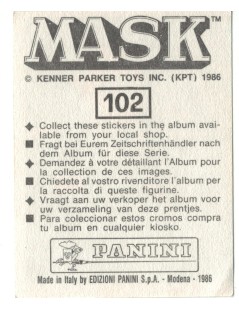 MASK™
© KENNER PARKER TOYS INC. (KPT) 1986
102
Collect these stickers in the album avai-
lable from your local shop.
Fragt bei Eurem Zeitschriftenhändler nach
dem Album für diese Serie.
Demandez à votre détaillant l'Album pour
la collection de ces images.
Chiedete al vostro rivenditore l'album per
la raccolta di queste figurine.
Vraagt aan uw verkoper het album voor
uw verzameling van deze prentjes.
Para coleccionar estos cromos compra
tu album en cualquier kiosko.
PANINI
Made in Italy by EDIZIONI PANINI S.p.A. - Modena - 1986